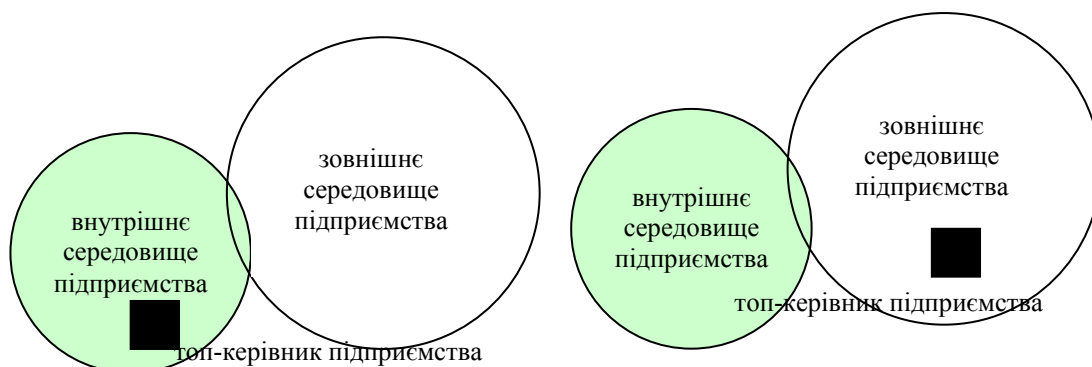 зовнішнє
середовище
підприємства
внутрішнє
середовище
підприємства
топ-керівник підприємства
зовнішнє
середовище
підприємства
внутрішнє
середовище
підприємства
топ-керівник підприємства